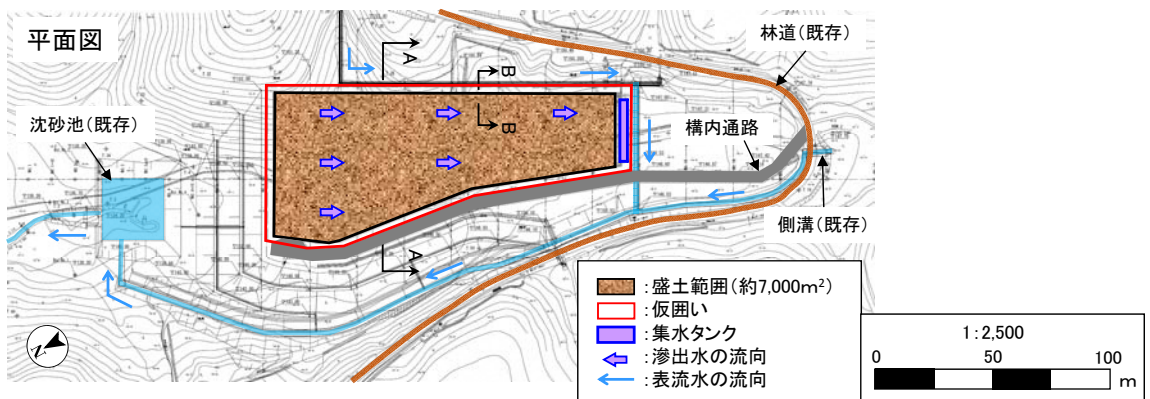 平面図
林道(既存)
A
B
沈砂池(既存)
B
構内通路
側溝(既存)
A
:盛土範囲(約7,000m²)
:仮囲い
:集水タンク
:滲出水の流向
:表流水の流向
1:2,500
0 50 100
m